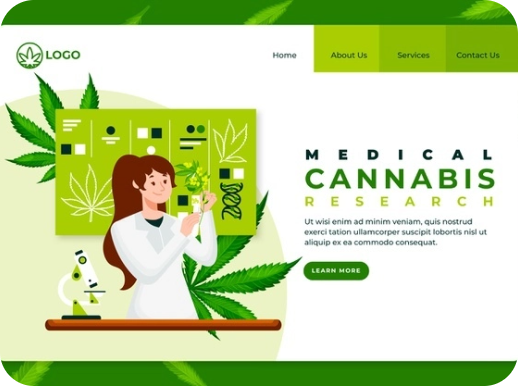 LOGO
Home
About Us
Services
Contact Us
MEDICAL
CANNABIS
RESEARCH
Ut wisi enim ad minim veniam, quis nostrud
exerci tation ullamcorper suscipit lobortis nisl ut
aliquip ex ea commodo consequat.
LEARN MORE